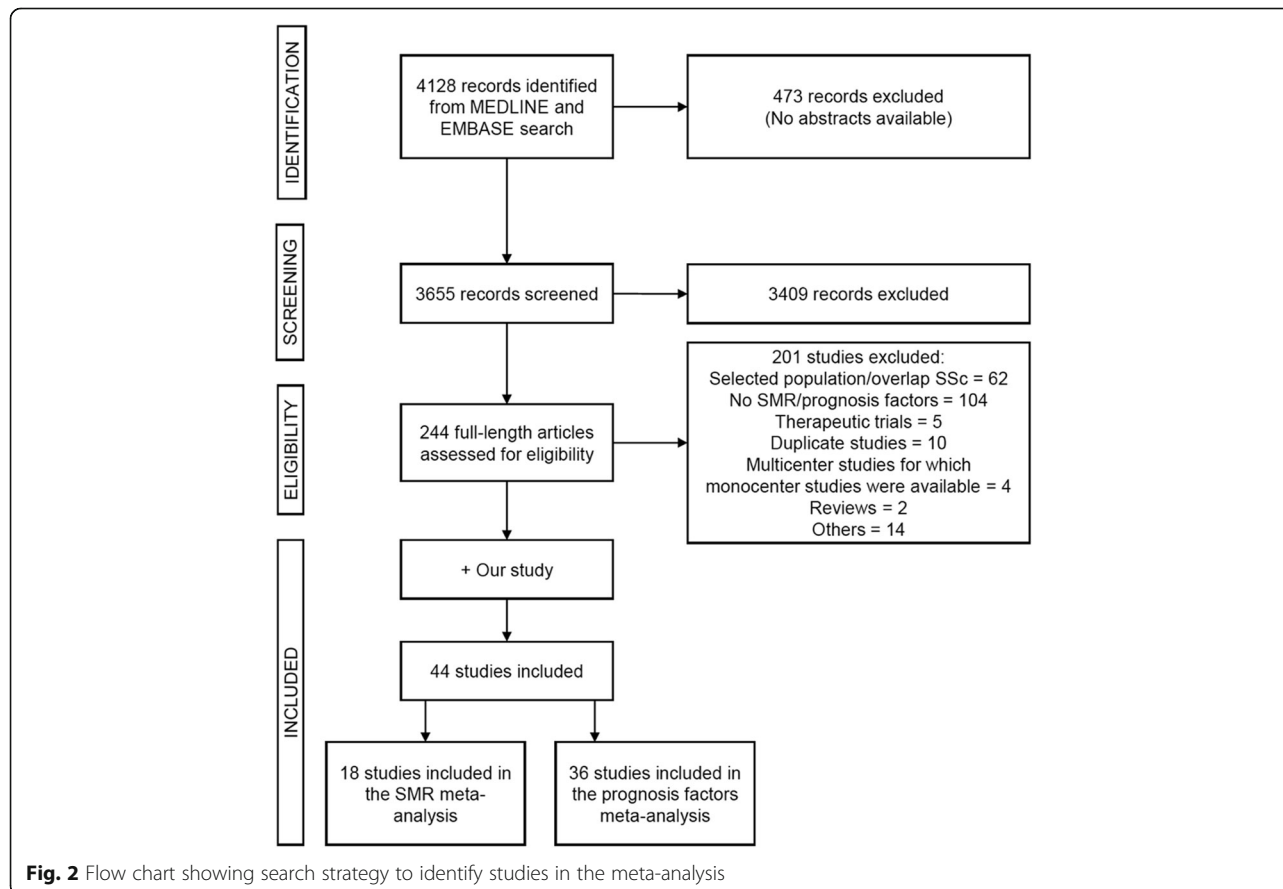 IDENTIFICATION
4128 records identified
from MEDLINE and
EMBASE search
473 records excluded
(No abstracts available)
SCREENING
3655 records screened
3409 records excluded
ELIGIBILITY
244 full-length articles
assessed for eligibility
201 studies excluded:
Selected population/overlap SSc = 62
No SMR/prognosis factors = 104
Therapeutic trials = 5
Duplicate studies = 10
Multicenter studies for which
monocenter studies were available = 4
Reviews = 2
Others = 14
INCLUDED
+ Our study
44 studies included
18 studies included in
the SMR meta-
analysis
36 studies included in
the prognosis factors
meta-analysis
Fig. 2 Flow chart showing search strategy to identify studies in the meta-analysis